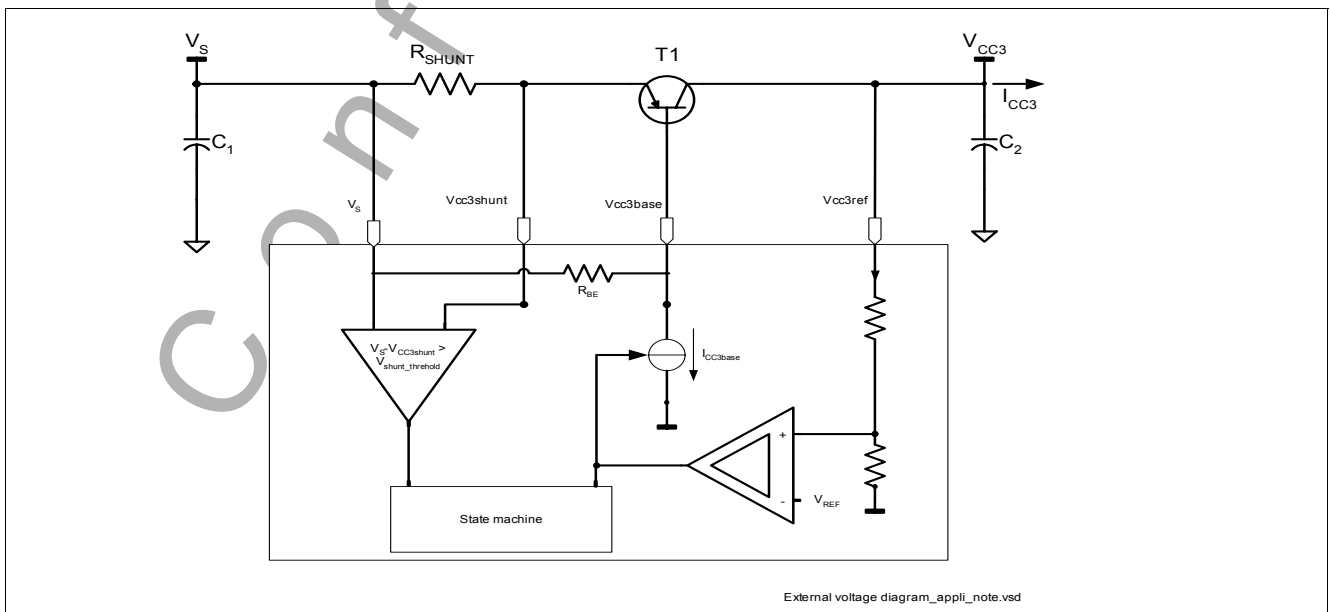 Conf
V_S
R_SHUNT
T1
V_CC3
I_CC3
C_1
C_2
V_S
Vcc3shunt
Vcc3base
Vcc3ref
R_BE
V_S-V_CC3shunt >
V_shunt_threhold
I_CC3base
+
-
V_REF
State machine
External voltage diagram_appli_note.vsd